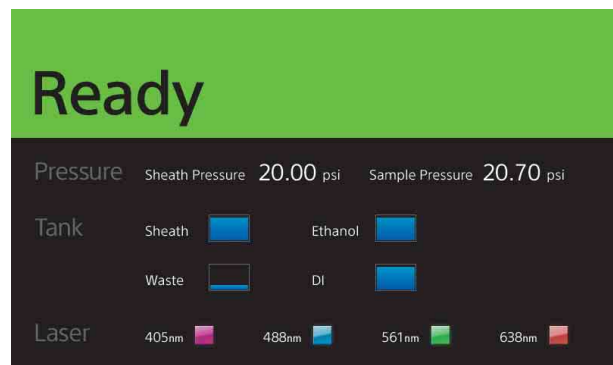 Ready
Pressure Sheath Pressure 20.00 psi Sample Pressure 20.70 psi
Tank Sheath Ethanol
Waste DI
Laser 405nm 488nm 561nm 638nm